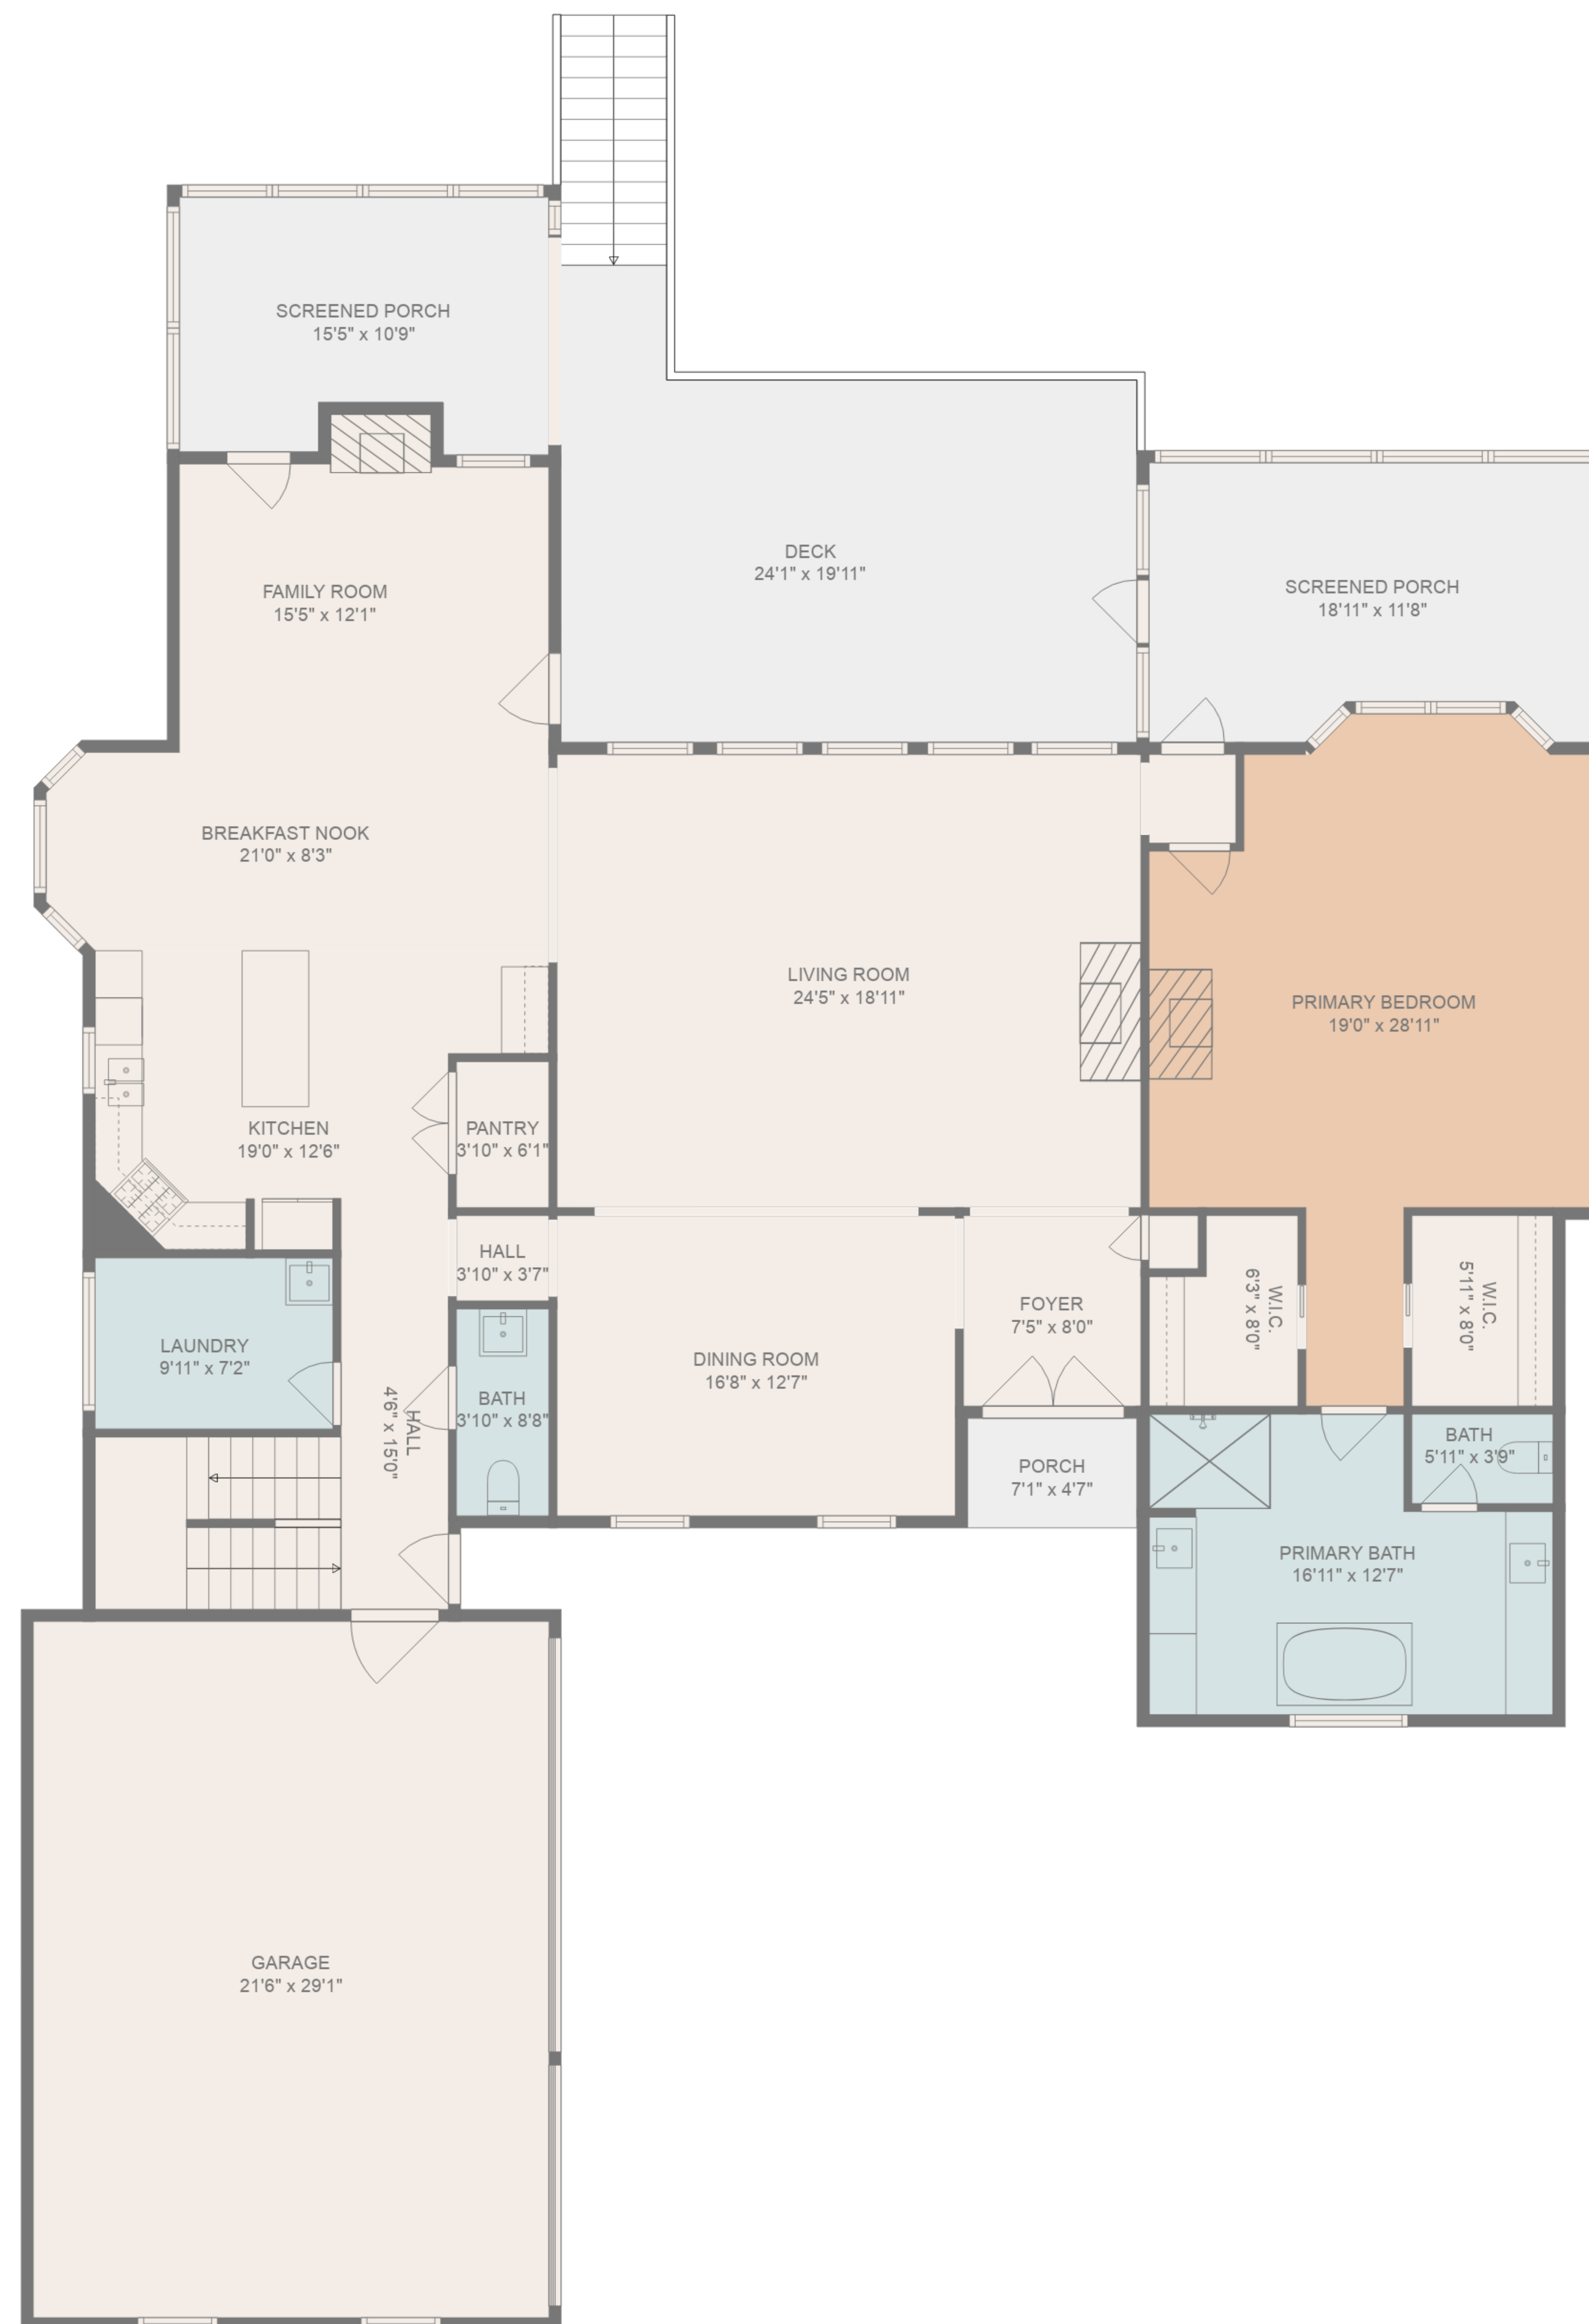 SCREENED PORCH
15'5" x 10'9"
DECK
24'1" x 19'11"
SCREENED PORCH
18'11" x 11'8"
FAMILY ROOM
15'5" x 12'1"
BREAKFAST NOOK
21'0" x 8'3"
LIVING ROOM
24'5" x 18'11"
PRIMARY BEDROOM
19'0" x 28'11"
KITCHEN
19'0" x 12'6"
PANTRY
3'10" x 6'1"
HALL
3'10" x 3'7"
FOYER
7'5" x 8'0"
W.I.C.
6'3" x 8'0"
W.I.C.
5'11" x 8'0"
LAUNDRY
9'11" x 7'2"
HALL
4'6" x 15'0"
BATH
3'10" x 8'8"
DINING ROOM
16'8" x 12'7"
PORCH
7'1" x 4'7"
BATH
5'11" x 3'9"
PRIMARY BATH
16'11" x 12'7"
GARAGE
21'6" x 29'1"